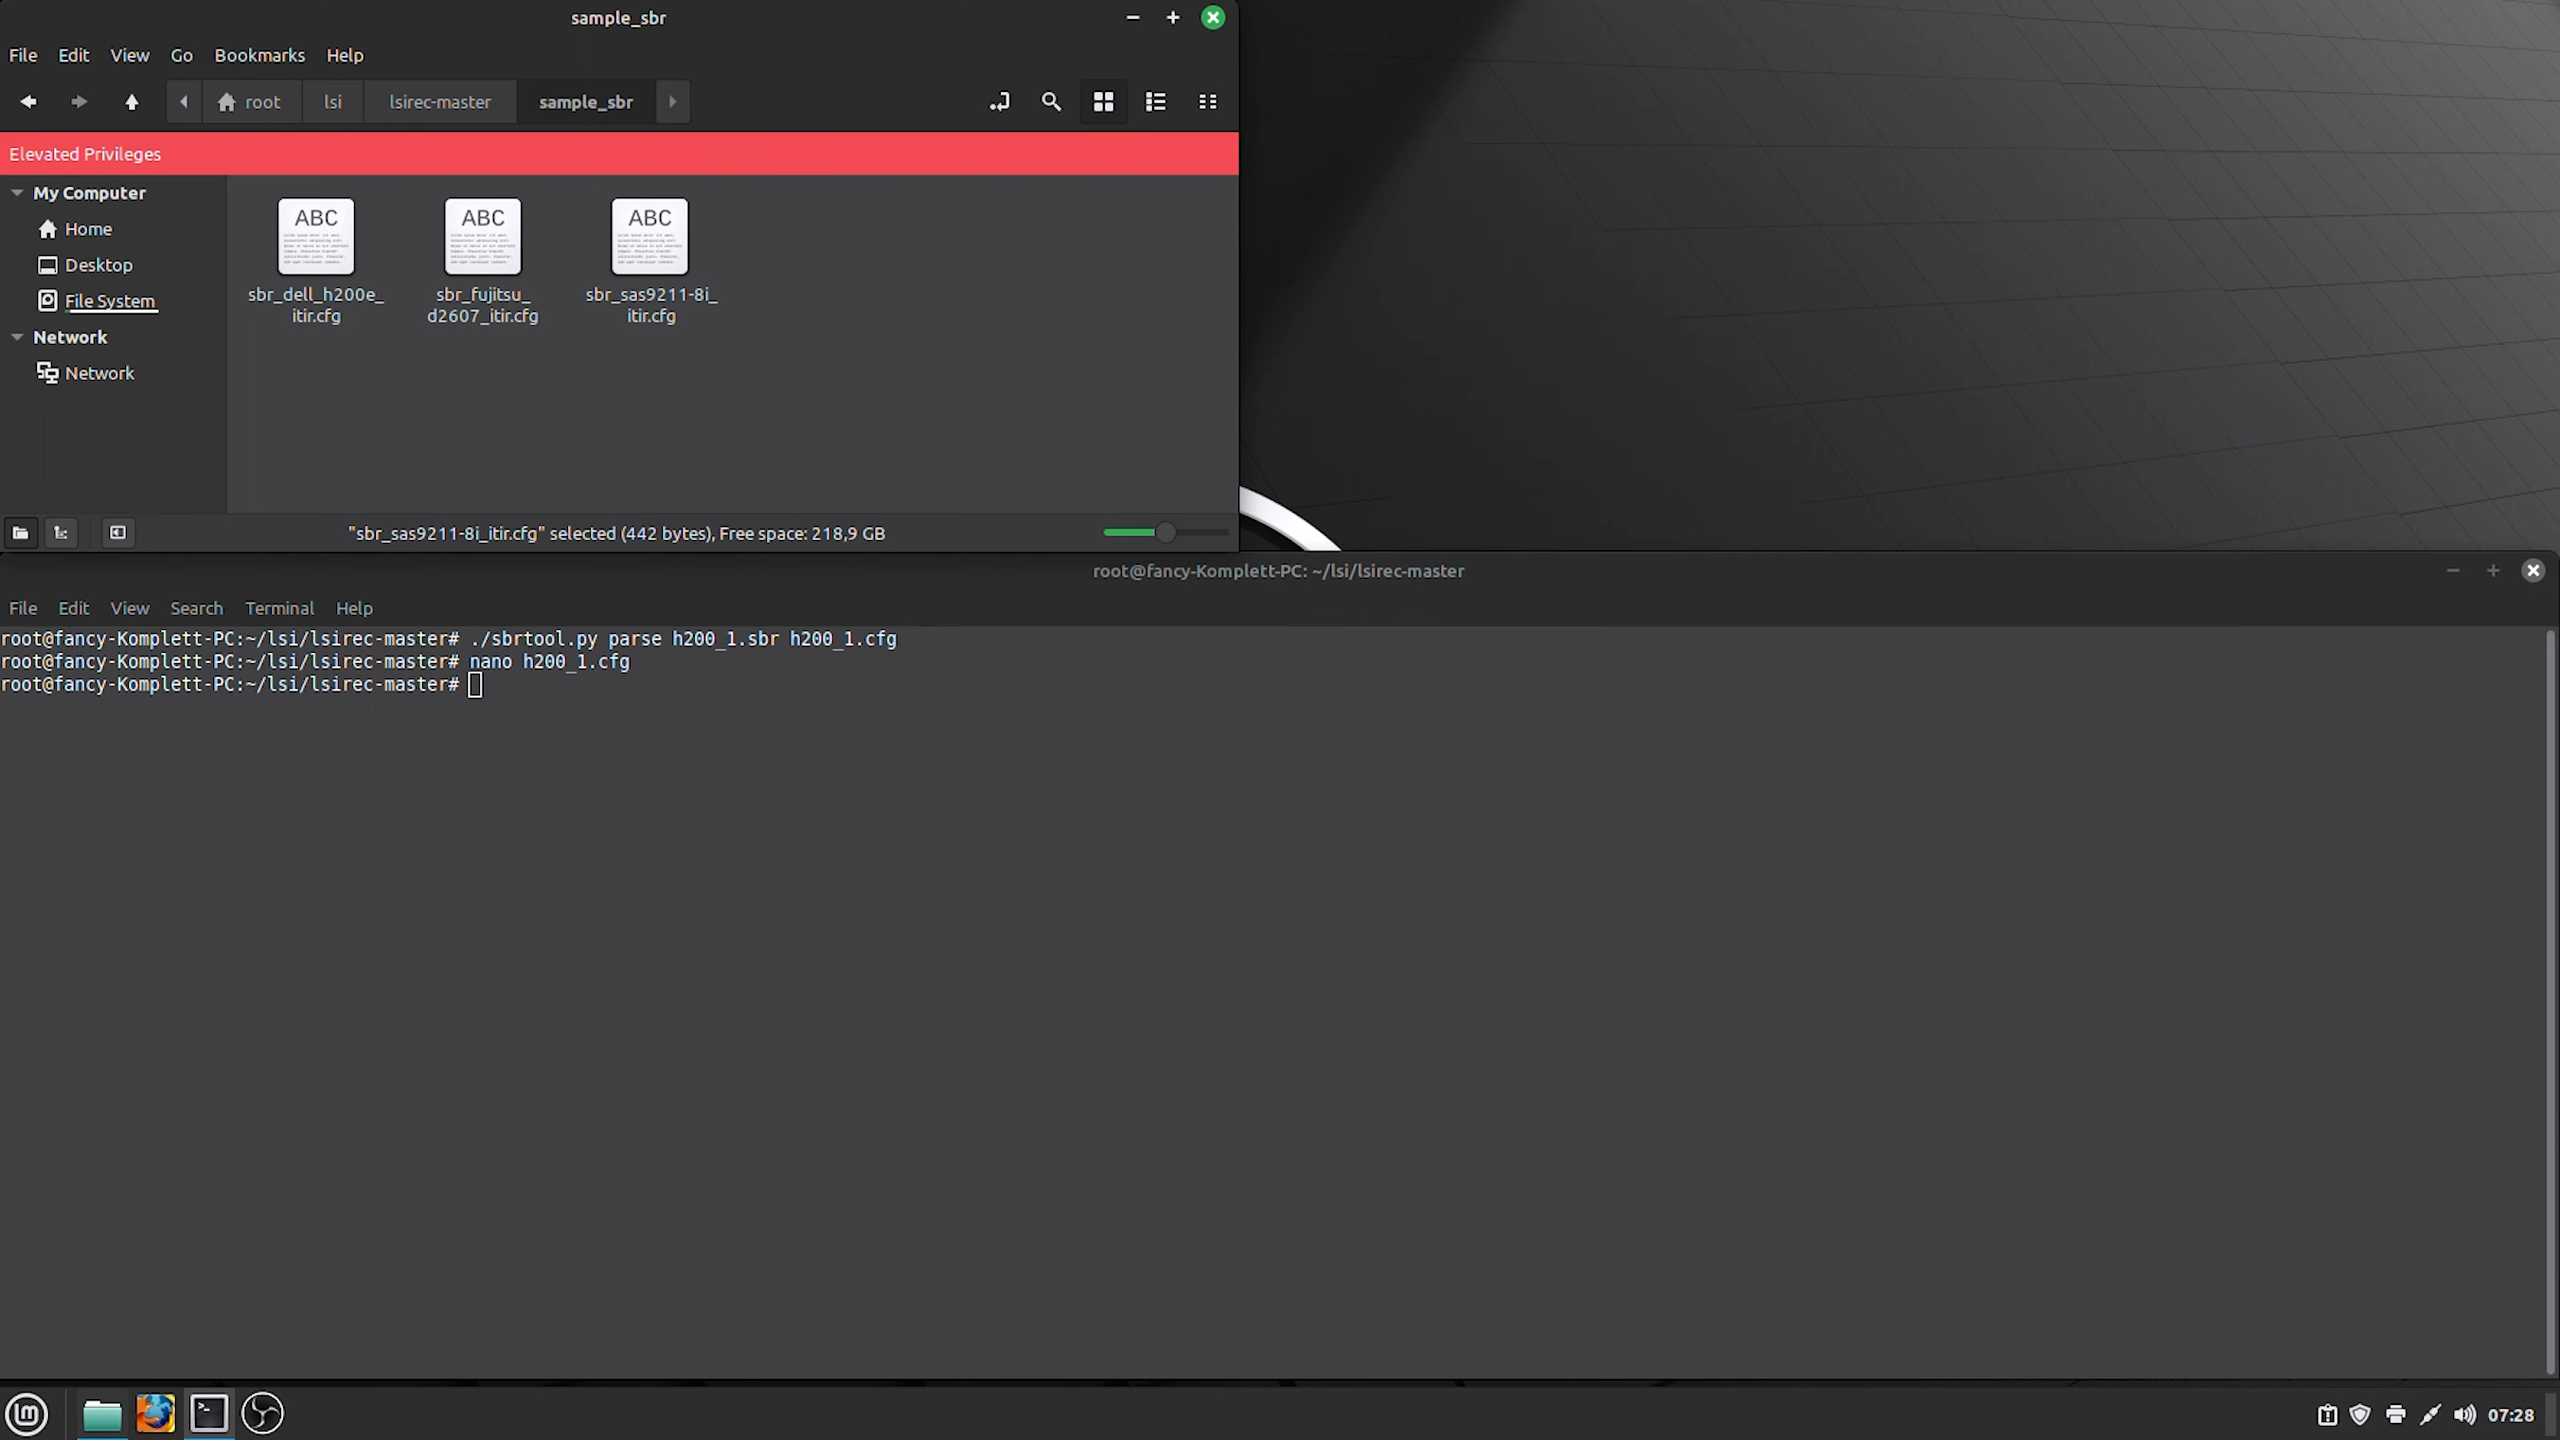 sample_sbr
File Edit View Go Bookmarks Help
root lsi lsirec-master sample_sbr
Elevated Privileges
My Computer
Home
Desktop
File System
Network
Network
ABC
ABC
ABC
sbr_dell_h200e_
itir.cfg
sbr_fujitsu_
d2607_itir.cfg
sbr_sas9211-8i_
itir.cfg
"sbr_sas9211-8i_itir.cfg" selected (442 bytes), Free space: 218,9 GB
root@fancy-Komplett-PC: ~/lsi/lsirec-master
File Edit View Search Terminal Help
root@fancy-Komplett-PC:~/lsi/lsirec-master# ./sbrtool.py parse h200_1.sbr h200_1.cfg
root@fancy-Komplett-PC:~/lsi/lsirec-master# nano h200_1.cfg
root@fancy-Komplett-PC:~/lsi/lsirec-master#
07:28